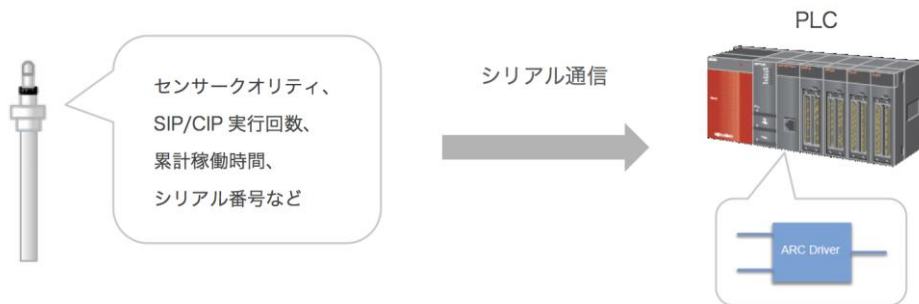 センサークオリティ、
SIP/CIP 実行回数、
累計稼働時間、
シリアル番号など
シリアル通信
PLC
ARC Driver